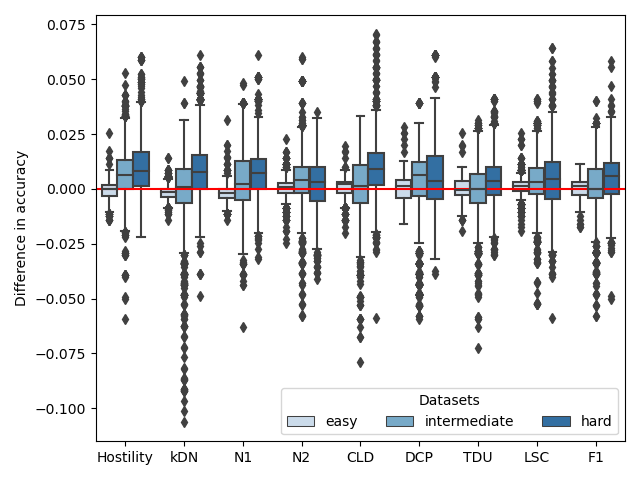 0.075
0.050
0.025
0.000
−0.025
−0.050
−0.075
−0.100
Difference in accuracy
Datasets
easy intermediate hard
Hostility kDN N1 N2 CLD DCP TDU LSC F1